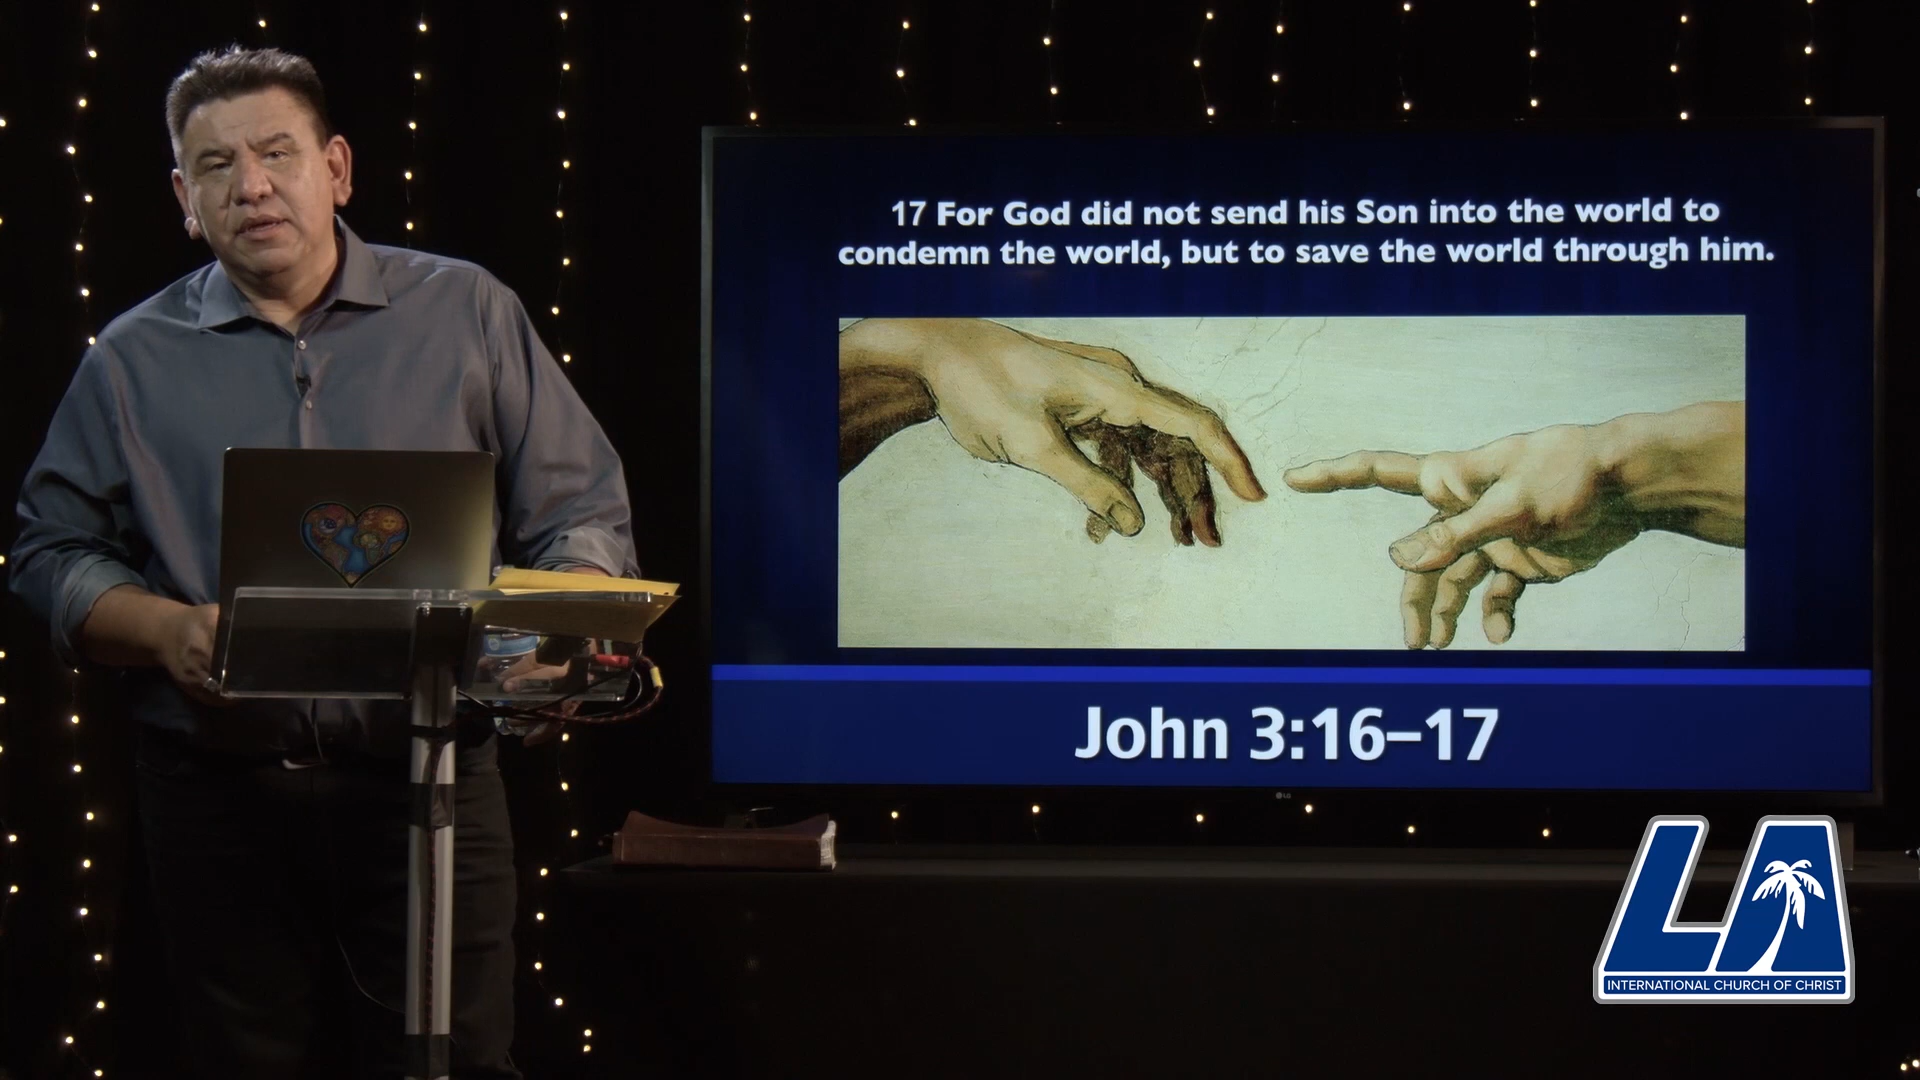 17 For God did not send his Son into the world to
condemn the world, but to save the world through him.
John 3:16–17
LG
LA
INTERNATIONAL CHURCH OF CHRIST